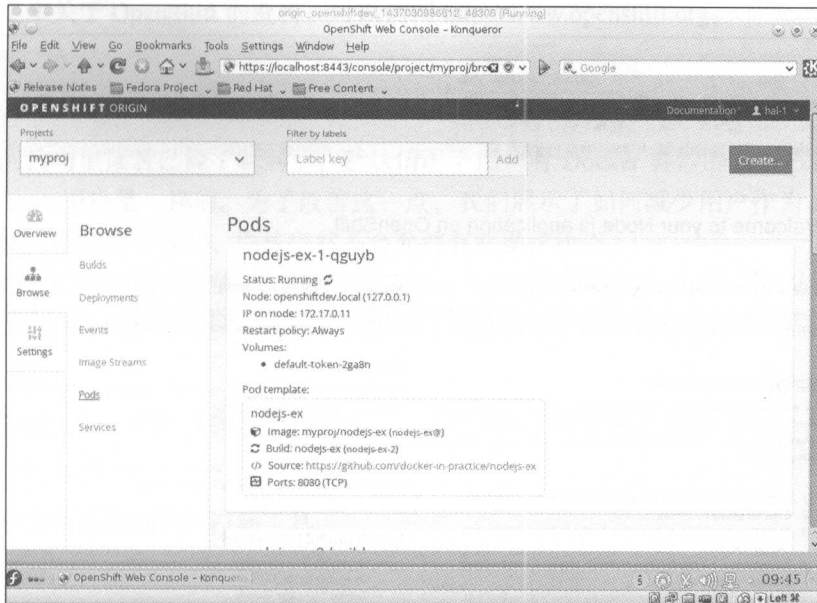 origin_openshiftdev_1437030986612_48306 [Running]
OpenShift Web Console – Konqueror
File Edit View Go Bookmarks Tools Settings Window Help
https://localhost:8443/console/project/myproj/bro
Google
Release Notes Fedora Project Red Hat Free Content
OPENSHIFT ORIGIN
Documentation hal-1
Projects
Filter by labels
myproj
Label key
Add
Create...
Overview
Browse
Settings
Browse
Builds
Deployments
Events
Image Streams
Pods
Services
Pods
nodejs-ex-1-qguyb
Status: Running
Node: openshiftdev.local (127.0.0.1)
IP on node: 172.17.0.11
Restart policy: Always
Volumes:
• default-token-2ga8n
Pod template:
nodejs-ex
Image: myproj/nodejs-ex (nodejs-ex@)
Build: nodejs-ex (nodejs-ex-2)
</> Source: https://github.com/docker-in-practice/nodejs-ex
Ports: 8080 (TCP)
OpenShift Web Console – Konquer
09:45
Left ⌘